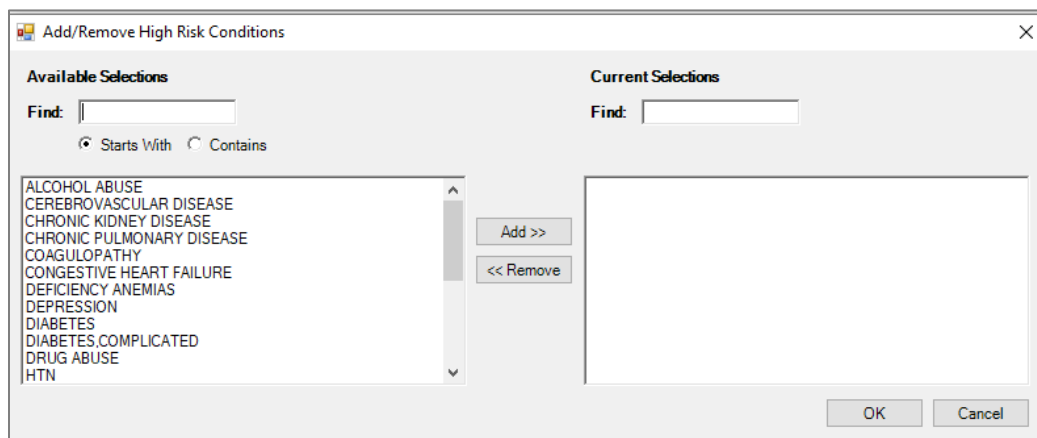 Add/Remove High Risk Conditions
Available Selections
Current Selections
Find:
Find:
Starts With
Contains
ALCOHOL ABUSE
CEREBROVASCULAR DISEASE
CHRONIC KIDNEY DISEASE
CHRONIC PULMONARY DISEASE
COAGULOPATHY
CONGESTIVE HEART FAILURE
DEFICIENCY ANEMIAS
DEPRESSION
DIABETES
DIABETES,COMPLICATED
DRUG ABUSE
HTN
Add >>
<< Remove
OK
Cancel